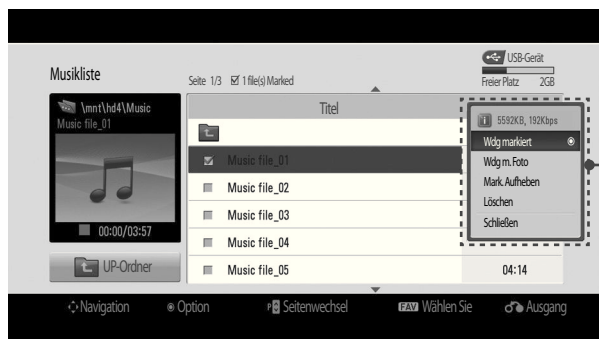 USB-Gerät
Musikliste
Seite 1/3 ☑ 1 file(s) Marked
Freier Platz 2GB
\mnt\hd4\Music
Music file_01
00:00/03:57
UP-Ordner
Titel
Music file_01
Music file_02
Music file_03
Music file_04
Music file_05 04:14
5592KB, 192Kbps
Wdg markiert
Wdg m. Foto
Mark. Aufheben
Löschen
Schließen
Navigation
Option
P Seitenwechsel
FAV Wählen Sie
Ausgang